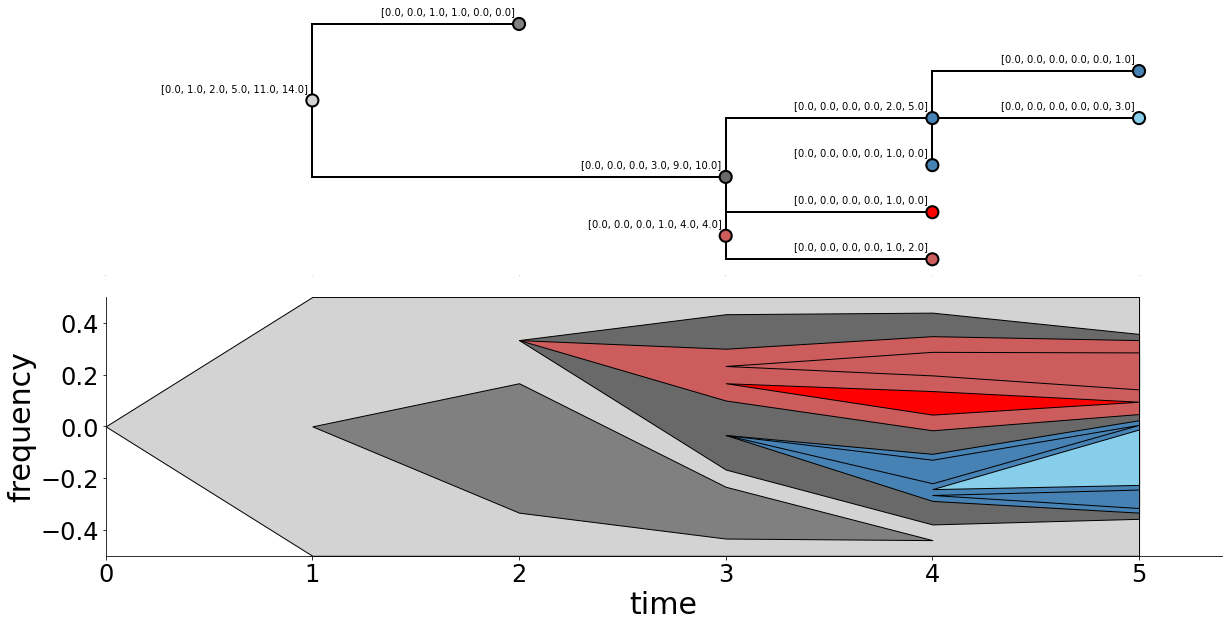 [0.0, 0.0, 1.0, 1.0, 0.0, 0.0]
[0.0, 0.0, 0.0, 0.0, 0.0, 1.0]
[0.0, 1.0, 2.0, 5.0, 11.0, 14.0]
[0.0, 0.0, 0.0, 0.0, 2.0, 5.0]
[0.0, 0.0, 0.0, 0.0, 0.0, 3.0]
[0.0, 0.0, 0.0, 0.0, 1.0, 0.0]
[0.0, 0.0, 0.0, 3.0, 9.0, 10.0]
[0.0, 0.0, 0.0, 0.0, 1.0, 0.0]
[0.0, 0.0, 0.0, 1.0, 4.0, 4.0]
[0.0, 0.0, 0.0, 0.0, 1.0, 2.0]
frequency
0.4
0.2
0.0
−0.2
−0.4
0 1 2 3 4 5
time